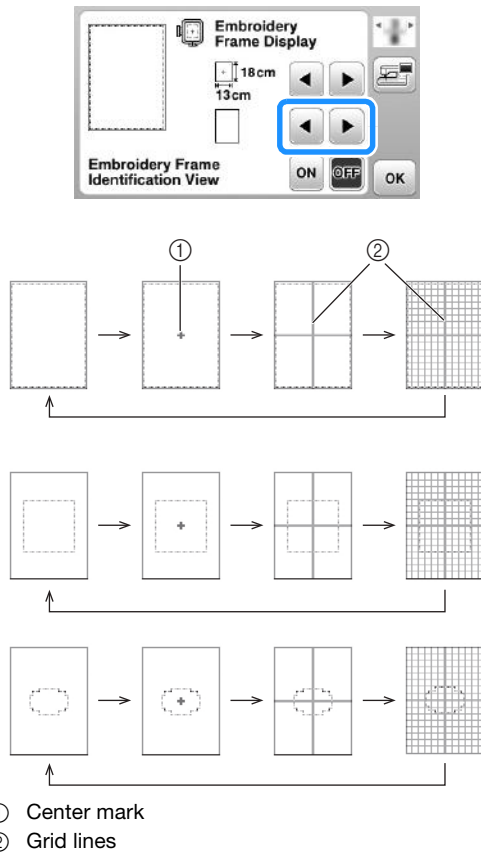 Embroidery
Frame Display
18cm
13cm
Embroidery Frame
Identification View
ON OFF OK
① ②
① Center mark
② Grid lines